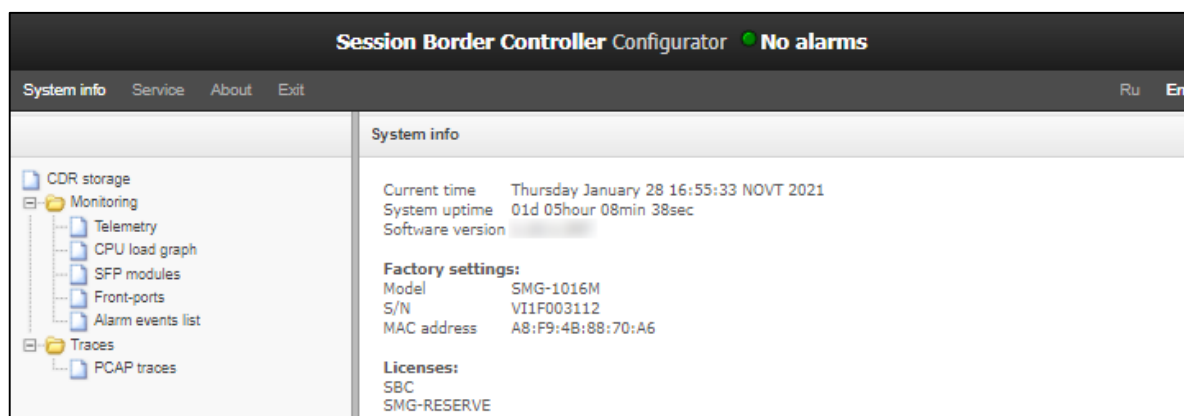 Session Border Controller Configurator No alarms
System info Service About Exit Ru En
System info
CDR storage
Monitoring
Telemetry
CPU load graph
SFP modules
Front-ports
Alarm events list
Traces
PCAP traces
Current time Thursday January 28 16:55:33 NOVT 2021
System uptime 01d 05hour 08min 38sec
Software version
Factory settings:
Model SMG-1016M
S/N VI1F003112
MAC address A8:F9:4B:88:70:A6
Licenses:
SBC
SMG-RESERVE